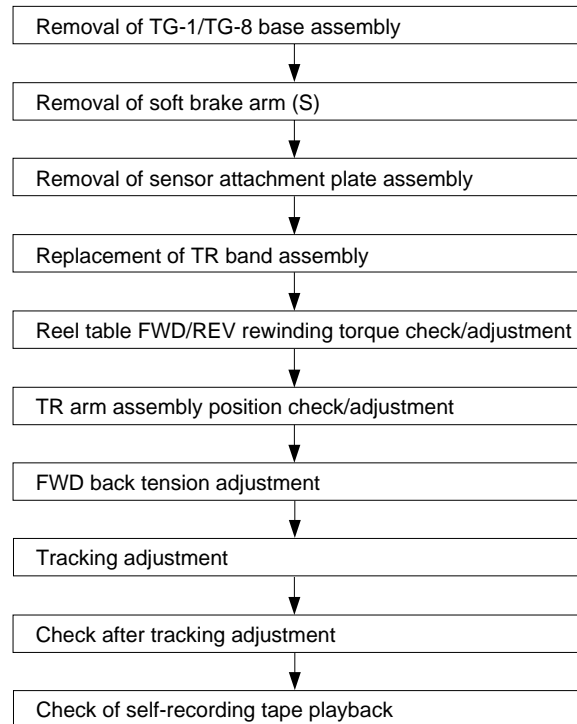 Removal of TG-1/TG-8 base assembly
Removal of soft brake arm (S)
Removal of sensor attachment plate assembly
Replacement of TR band assembly
Reel table FWD/REV rewinding torque check/adjustment
TR arm assembly position check/adjustment
FWD back tension adjustment
Tracking adjustment
Check after tracking adjustment
Check of self-recording tape playback